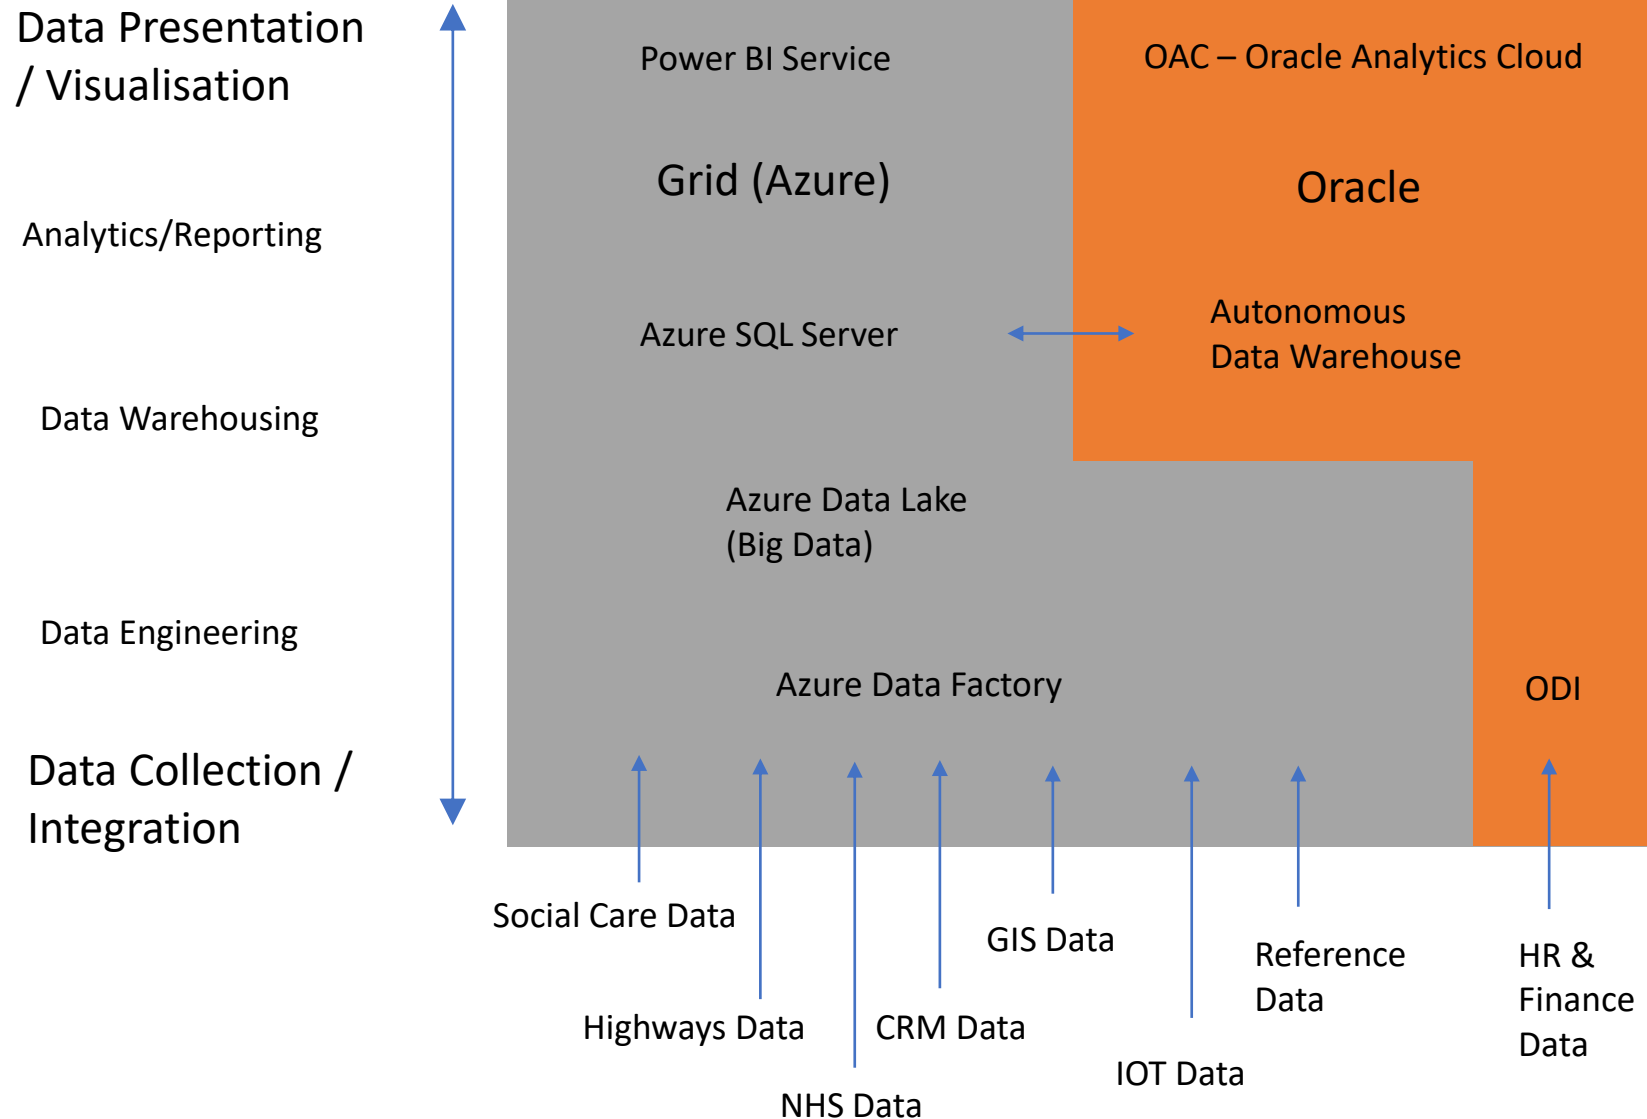 Data Presentation
/ Visualisation
Analytics/Reporting
Data Warehousing
Data Engineering
Data Collection /
Integration
Power BI Service
Grid (Azure)
Azure SQL Server
Azure Data Lake
(Big Data)
Azure Data Factory
OAC – Oracle Analytics Cloud
Oracle
Autonomous
Data Warehouse
ODI
Social Care Data
Highways Data
NHS Data
CRM Data
GIS Data
IOT Data
Reference
Data
HR &
Finance
Data